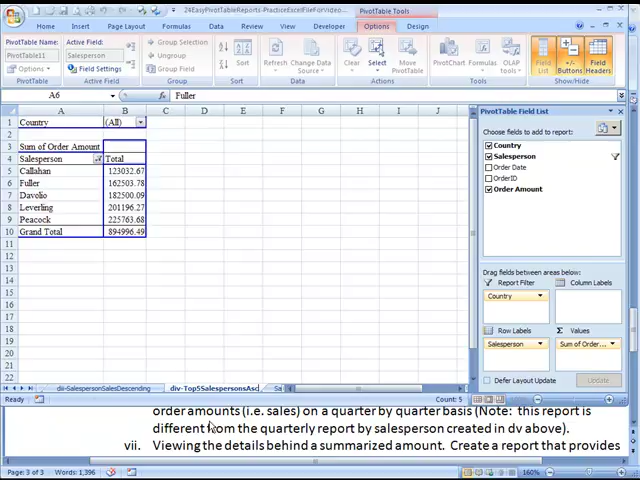 24EasyPivotTableReports-PractionExcelFileForVideo...
PivotTable Tools
Home Insert Page Layout Formulas Data Review View Developer Options Design
PivotTable Name: Active Field: Group Selection
PivotTable11 Salesperson Ungroup
Options Field Settings Group Field Sort Refresh Change Data Source Clear Select Move PivotTable PivotChart Formulas OLAP tools Field List +/- Buttons Field Headers
PivotTable Active Field Group Sort Data Actions Tools Show/Hide
A6 fx Fuller
A B C D E F G H I J
1 Country (All)
2
3 Sum of Order Amount
4 Salesperson Total
5 Callahan 123032.67
6 Fuller 162503.78
7 Davolio 182500.09
8 Leverling 201196.27
9 Peacock 225763.68
10 Grand Total 894996.49
11
12
13
14
15
16
17
18
19
20
21
22
PivotTable Field List
Choose fields to add to report:
Country
Salesperson
Order Date
OrderID
Order Amount
Drag fields between areas below:
Report Filter Column Labels
Country
Row Labels Σ Values
Salesperson Sum of Order...
Defer Layout Update Update
dii-SalespersonSalesDescending div-Top5SalespersonsAsc Sa
Ready Count: 5 100%
order amounts (i.e. sales) on a quarter by quarter basis (Note: this report is
different from the quarterly report by salesperson created in dv above).
vii. Viewing the details behind a summarized amount. Create a report that provides
Page: 3 of 3 Words: 1,396 160%